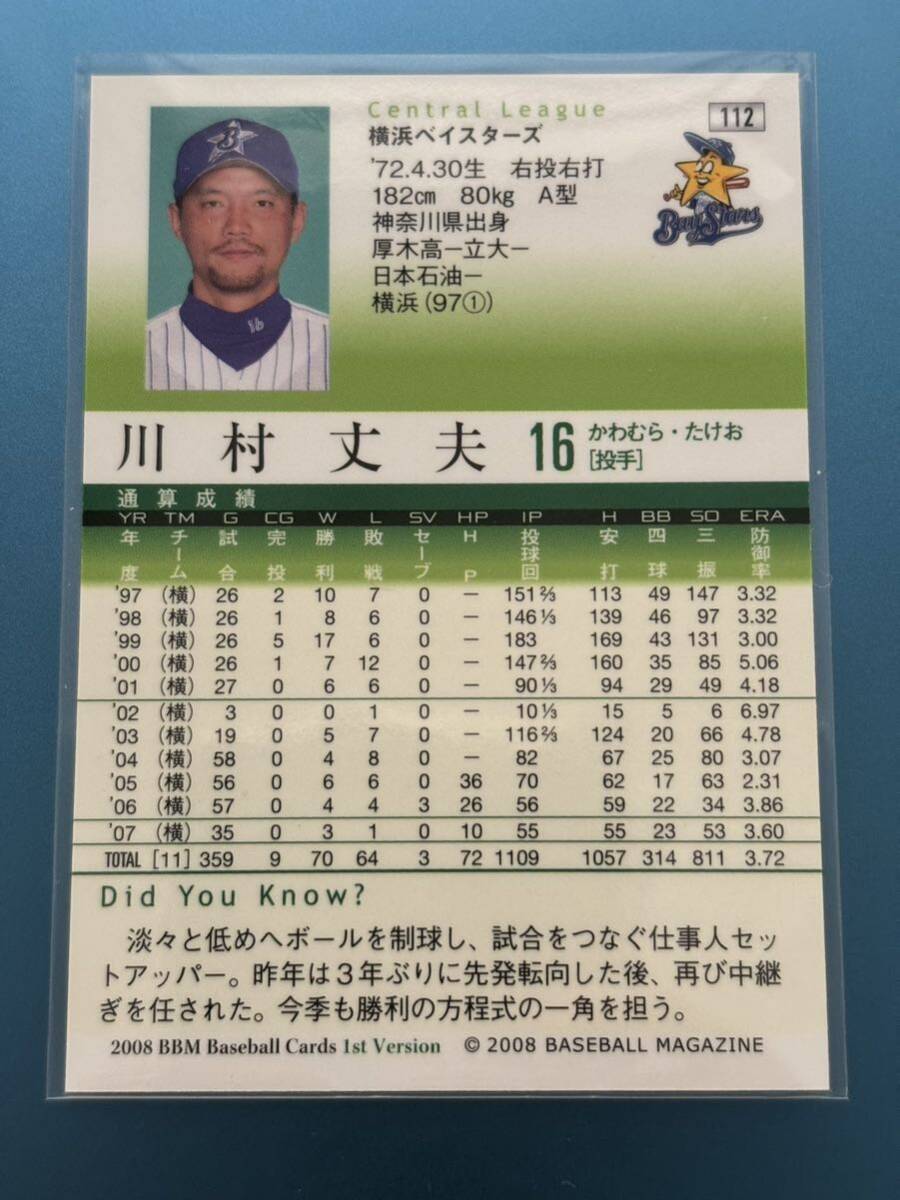 Central League
112
横浜ベイスターズ
'72.4.30生 右投右打
182cm 80kg A型
神奈川県出身
厚木高ー立大ー
日本石油ー
横浜(97①)
B
BayStars
16
川村丈夫 16 かわむら・たけお
[投手]
通算成績
YR TM G CG W L SV HP IP H BB SO ERA
年度 チーム 試合 完投 勝利 敗戦 セーブ HP 投球回 安打 四球 三振 防御率
'97 (横) 26 2 10 7 0 − 151⅔ 113 49 147 3.32
'98 (横) 26 1 8 6 0 − 146⅓ 139 46 97 3.32
'99 (横) 26 5 17 6 0 − 183 169 43 131 3.00
'00 (横) 26 1 7 12 0 − 147⅔ 160 35 85 5.06
'01 (横) 27 0 6 6 0 − 90⅓ 94 29 49 4.18
'02 (横) 3 0 0 1 0 − 10⅓ 15 5 6 6.97
'03 (横) 19 0 5 7 0 − 116⅔ 124 20 66 4.78
'04 (横) 58 0 4 8 0 − 82 67 25 80 3.07
'05 (横) 56 0 6 6 0 36 70 62 17 63 2.31
'06 (横) 57 0 4 4 3 26 56 59 22 34 3.86
'07 (横) 35 0 3 1 0 10 55 55 23 53 3.60
TOTAL [11] 359 9 70 64 3 72 1109 1057 314 811 3.72
Did You Know?
淡々と低めへボールを制球し、試合をつなぐ仕事人セッ
トアッパー。昨年は3年ぶりに先発転向した後、再び中継
ぎを任された。今季も勝利の方程式の一角を担う。
2008 BBM Baseball Cards 1st Version © 2008 BASEBALL MAGAZINE